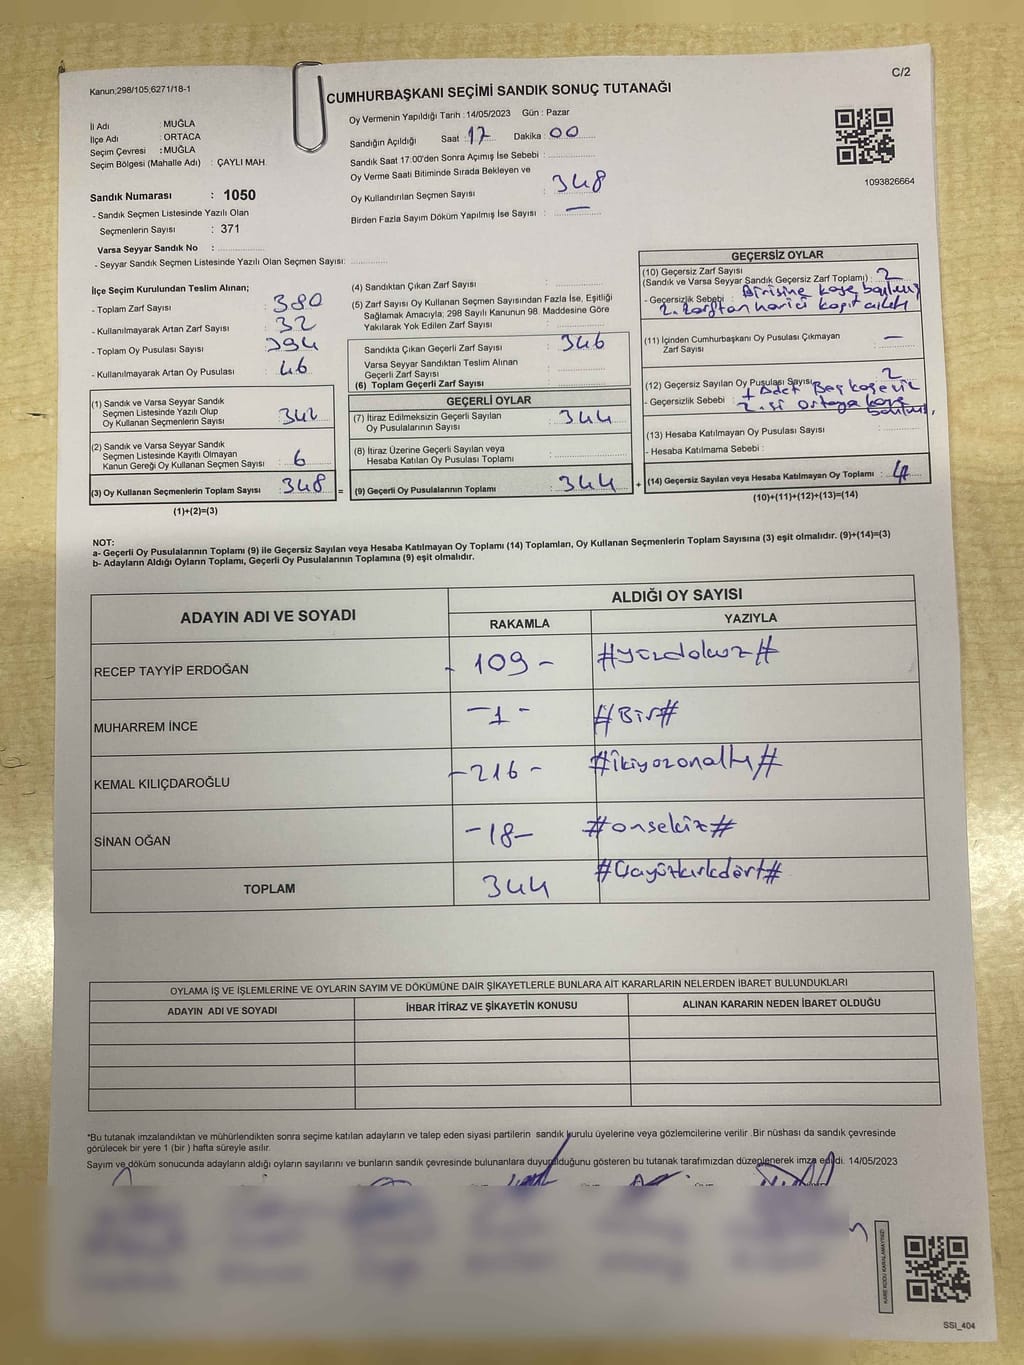 C/2
Kanun,298/105,6271/18-1
CUMHURBAŞKANI SEÇİMİ SANDIK SONUÇ TUTANAĞI
İl Adı : MUĞLA
İlçe Adı : ORTACA
Seçim Çevresi : MUĞLA
Seçim Bölgesi (Mahalle Adı) : ÇAYLI MAH.
Sandık Numarası : 1050
- Sandık Seçmen Listesinde Yazılı Olan
Seçmenlerin Sayısı : 371
Varsa Seyyar Sandık No :
- Seyyar Sandık Seçmen Listesinde Yazılı Olan Seçmen Sayısı:
Oy Vermenin Yapıldığı Tarih : 14/05/2023 Gün : Pazar
Sandığın Açıldığı Saat : 17 Dakika : 00
Sandık Saat 17:00'den Sonra Açımış İse Sebebi :
Oy Verme Saati Bitiminde Sırada Bekleyen ve
Oy Kullandırılan Seçmen Sayısı : 348
Birden Fazla Sayım Döküm Yapılmış İse Sayısı : —
1093826664
İlçe Seçim Kurulundan Teslim Alınan;
- Toplam Zarf Sayısı : 380
- Kullanılmayarak Artan Zarf Sayısı : 32
- Toplam Oy Pusulası Sayısı : 394
- Kullanılmayarak Artan Oy Pusulası : 46
(1) Sandık ve Varsa Seyyar Sandık
Seçmen Listesinde Yazılı Olup
Oy Kullanan Seçmenlerin Sayısı : 342
(2) Sandık ve Varsa Seyyar Sandık
Seçmen Listesinde Kayıtlı Olmayan
Kanun Gereği Oy Kullanan Seçmen Sayısı : 6
(3) Oy Kullanan Seçmenlerin Toplam Sayısı : 348 =
(1)+(2)=(3)
(4) Sandıktan Çıkan Zarf Sayısı :
(5) Zarf Sayısı Oy Kullanan Seçmen Sayısından Fazla İse, Eşitliği
Sağlamak Amacıyla; 298 Sayılı Kanunun 98. Maddesine Göre
Yakılarak Yok Edilen Zarf Sayısı :
Sandıkta Çıkan Geçerli Zarf Sayısı : 346
Varsa Seyyar Sandıktan Teslim Alınan
Geçerli Zarf Sayısı :
(6) Toplam Geçerli Zarf Sayısı :
GEÇERLİ OYLAR
(7) İtiraz Edilmeksizin Geçerli Sayılan
Oy Pusulalarının Sayısı : 344
(8) İtiraz Üzerine Geçerli Sayılan veya
Hesaba Katılan Oy Pusulası Toplamı :
(9) Geçerli Oy Pusulalarının Toplamı : 344 +
GEÇERSİZ OYLAR
(10) Geçersiz Zarf Sayısı
(Sandık ve Varsa Seyyar Sandık Geçersiz Zarf Toplamı) : 2
- Geçersizlik Sebebi : Birisine kaşe basılmış
2. zarftan harici kağıt çıktı
(11) İçinden Cumhurbaşkanı Oy Pusulası Çıkmayan
Zarf Sayısı : —
(12) Geçersiz Sayılan Oy Pusulası Sayısı : 2
- Geçersizlik Sebebi : 1 Adet Boş
2.si ortaya kaşe
(13) Hesaba Katılmayan Oy Pusulası Sayısı :
- Hesaba Katılmama Sebebi :
(14) Geçersiz Sayılan veya Hesaba Katılmayan Oy Toplamı : 4
(10)+(11)+(12)+(13)=(14)
NOT:
a- Geçerli Oy Pusulalarının Toplamı (9) ile Geçersiz Sayılan veya Hesaba Katılmayan Oy Toplamı (14) Toplamları, Oy Kullanan Seçmenlerin Toplam Sayısına (3) eşit olmalıdır. (9)+(14)=(3)
b- Adayların Aldığı Oyların Toplamı, Geçerli Oy Pusulalarının Toplamına (9) eşit olmalıdır.
ADAYIN ADI VE SOYADI ALDIĞI OY SAYISI
RAKAMLA YAZIYLA
RECEP TAYYİP ERDOĞAN - 109 - #yüzdokuz#
MUHARREM İNCE - 1 - #Bir#
KEMAL KILIÇDAROĞLU - 216 - #ikiyüzonaltı#
SİNAN OĞAN - 18 - #onsekiz#
TOPLAM 344 #Üçyüzkırkdört#
OYLAMA İŞ VE İŞLEMLERİNE VE OYLARIN SAYIM VE DÖKÜMÜNE DAİR ŞİKAYETLERLE BUNLARA AİT KARARLARIN NELERDEN İBARET BULUNDUKLARI
ADAYIN ADI VE SOYADI İHBAR İTİRAZ VE ŞİKAYETİN KONUSU ALINAN KARARIN NEDEN İBARET OLDUĞU
*Bu tutanak imzalandıktan ve mühürlendikten sonra seçime katılan adayların ve talep eden siyasi partilerin sandık kurulu üyelerine veya gözlemcilerine verilir .Bir nüshası da sandık çevresinde
görülecek bir yere 1 (bir ) hafta süreyle asılır.
Sayım ve döküm sonucunda adayların aldığı oyların sayılarını ve bunların sandık çevresinde bulunanlara duyurulduğunu gösteren bu tutanak tarafımızdan düzenlenerek imza edildi. 14/05/2023
KARE KODU KARALAMAYINIZ!
SSI_404